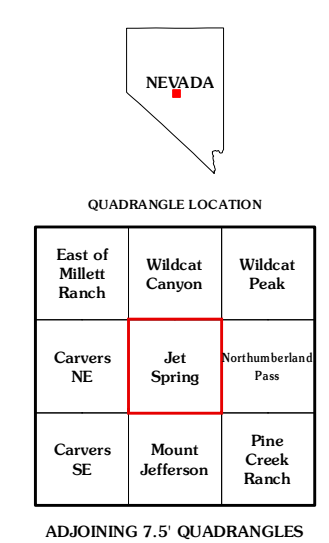 NEVADA
QUADRANGLE LOCATION
East of
Millett
Ranch
Wildcat
Canyon
Wildcat
Peak
Carvers
NE
Jet
Spring
Northumberland
Pass
Carvers
SE
Mount
Jefferson
Pine
Creek
Ranch
ADJOINING 7.5' QUADRANGLES